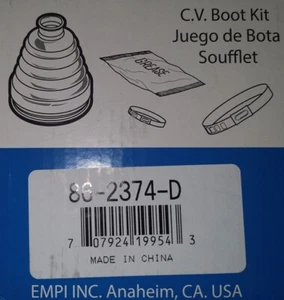 C.V. Boot Kit
Juego de Bota
Soufflet
GREASE
86-2374-D
7 07924 19954 3
MADE IN CHINA
EMPI INC. Anaheim, CA. USA